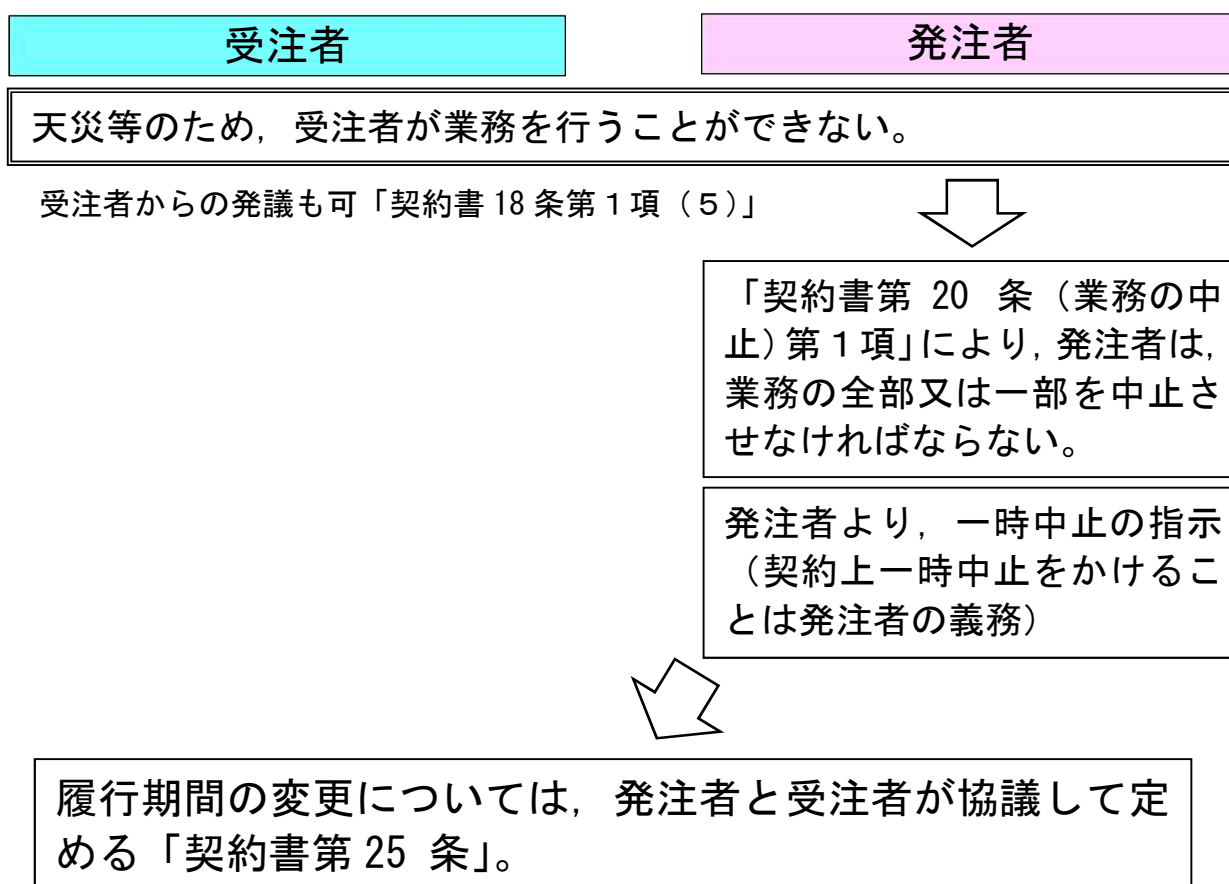 受注者
発注者
天災等のため，受注者が業務を行うことができない。
受注者からの発議も可「契約書18条第１項（５）」
「契約書第 20 条（業務の中
止）第１項」により，発注者は，
業務の全部又は一部を中止さ
せなければならない。
発注者より，一時中止の指示
（契約上一時中止をかけるこ
とは発注者の義務）
履行期間の変更については，発注者と受注者が協議して定
める「契約書第 25 条」。